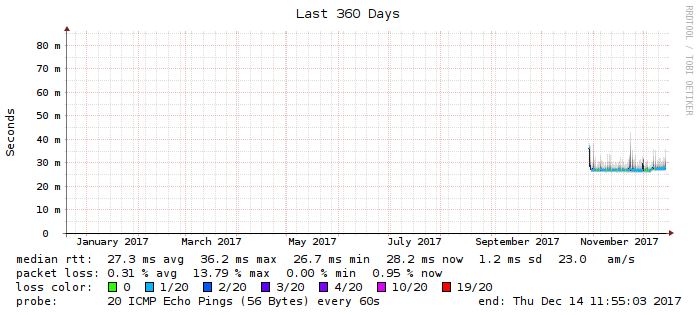 Last 360 Days
RRDTOOL / TOBI OETIKER
Seconds
80 m
70 m
60 m
50 m
40 m
30 m
20 m
10 m
0
January 2017 March 2017 May 2017 July 2017 September 2017 November 2017
median rtt: 27.3 ms avg 36.2 ms max 26.7 ms min 28.2 ms now 1.2 ms sd 23.0 am/s
packet loss: 0.31 % avg 13.79 % max 0.00 % min 0.95 % now
loss color: 0 1/20 2/20 3/20 4/20 10/20 19/20
probe: 20 ICMP Echo Pings (56 Bytes) every 60s end: Thu Dec 14 11:55:03 2017